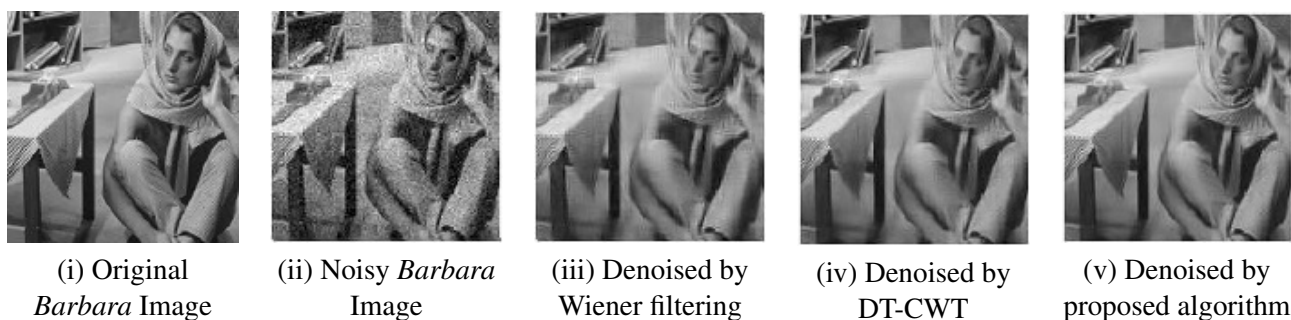 (i) Original
Barbara Image
(ii) Noisy Barbara
Image
(iii) Denoised by
Wiener filtering
(iv) Denoised by
DT-CWT
(v) Denoised by
proposed algorithm